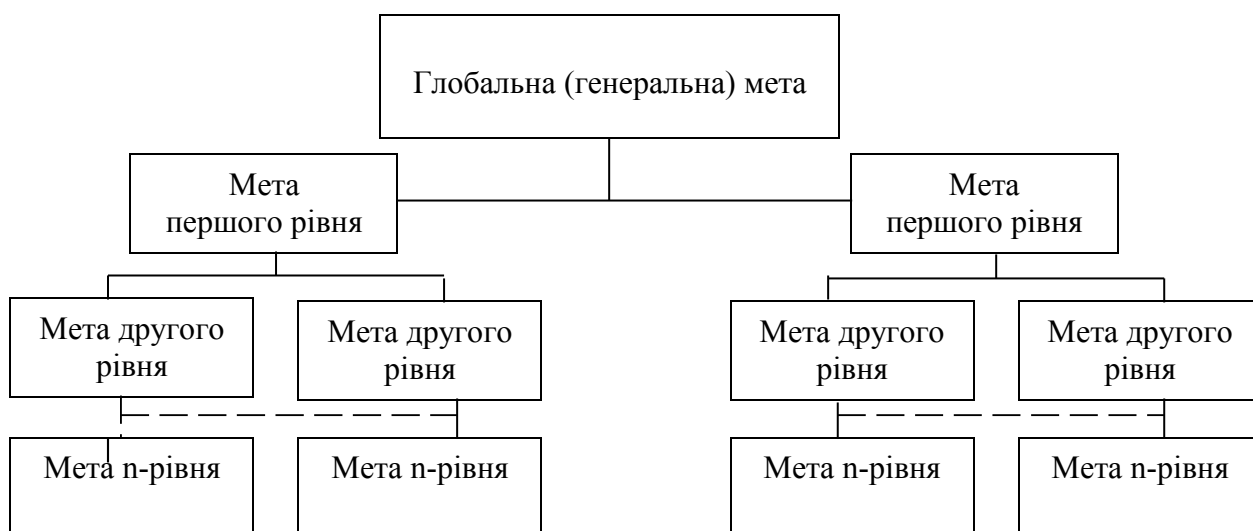 Глобальна (генеральна) мета
Мета
першого рівня
Мета
першого рівня
Мета другого
рівня
Мета другого
рівня
Мета другого
рівня
Мета другого
рівня
Мета n-рівня
Мета n-рівня
Мета n-рівня
Мета n-рівня